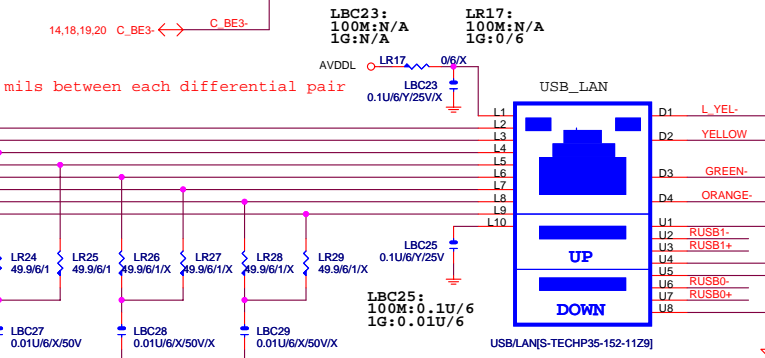 LBC23:
100M:N/A
1G:N/A
LR17:
100M:N/A
1G:0/6
14,18,19,20 C_BE3-
C_BE3-
AVDDL
LR17
0/6/X
LBC23
0.1U/6/Y/25V/X
mils between each differential pair
USB_LAN
L1
L2
L3
L4
L5
L6
L7
L8
L9
L10
D1
L_YEL-
D2
YELLOW
D3
GREEN-
D4
ORANGE-
U1
U2
RUSB1-
U3
RUSB1+
U4
U5
U6
RUSB0-
U7
RUSB0+
U8
UP
DOWN
LBC25
0.1U/6/Y/25V
LR24
49.9/6/1
LR25
49.9/6/1
LR26
49.9/6/1/X
LR27
49.9/6/1/X
LR28
49.9/6/1/X
LR29
49.9/6/1/X
LBC25:
100M:0.1U/6
1G:0.01U/6
LBC27
0.01U/6/X/50V
LBC28
0.01U/6/X/50V/X
LBC29
0.01U/6/X/50V/X
USB/LAN[S-TECHP35-152-11Z9]